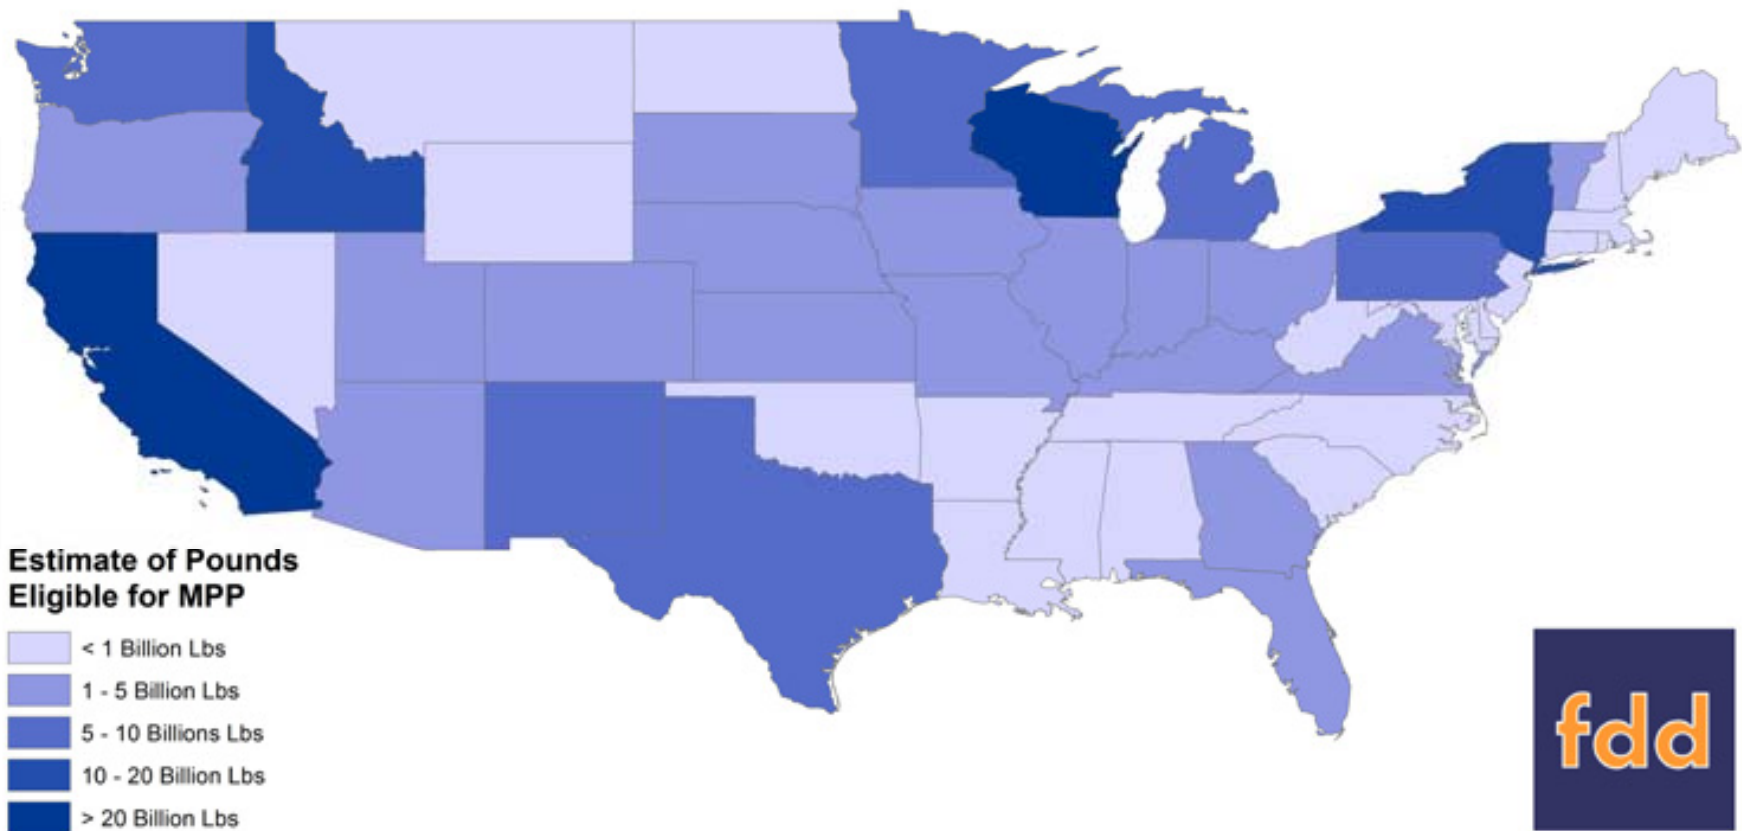 Estimate of Pounds
Eligible for MPP
< 1 Billion Lbs
1 - 5 Billion Lbs
5 - 10 Billions Lbs
10 - 20 Billion Lbs
> 20 Billion Lbs
fdd